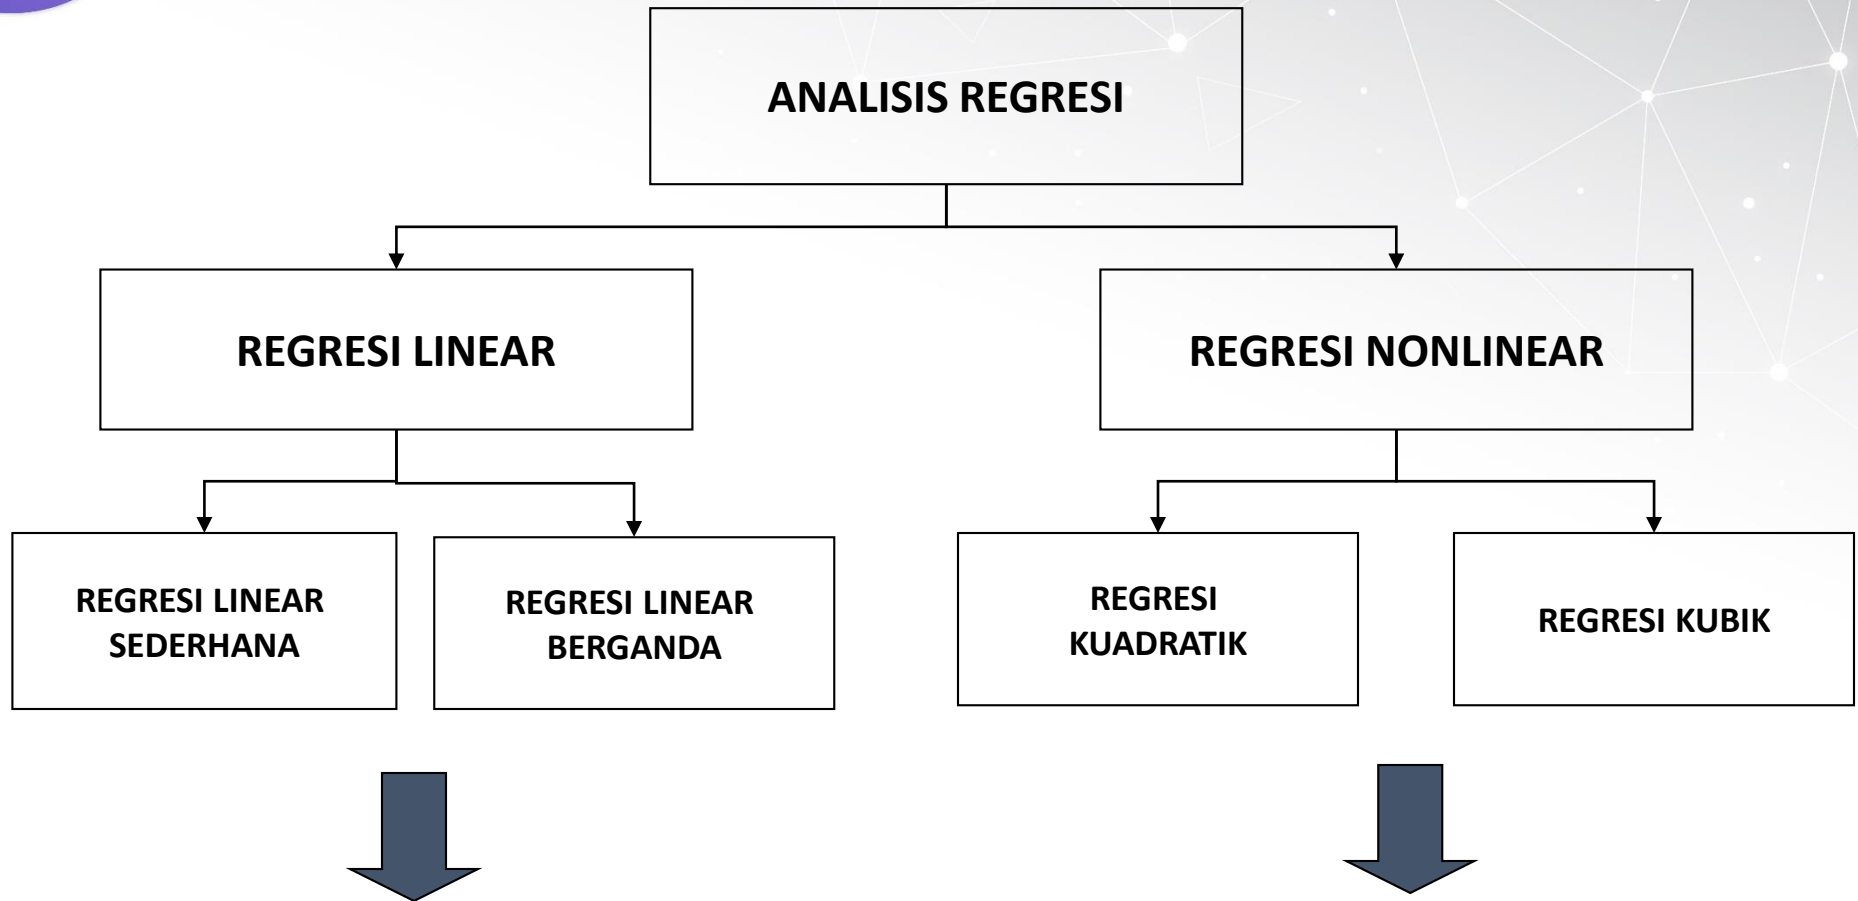 ANALISIS REGRESI
REGRESI LINEAR
REGRESI NONLINEAR
REGRESI LINEAR
SEDERHANA
REGRESI LINEAR
BERGANDA
REGRESI
KUADRATIK
REGRESI KUBIK